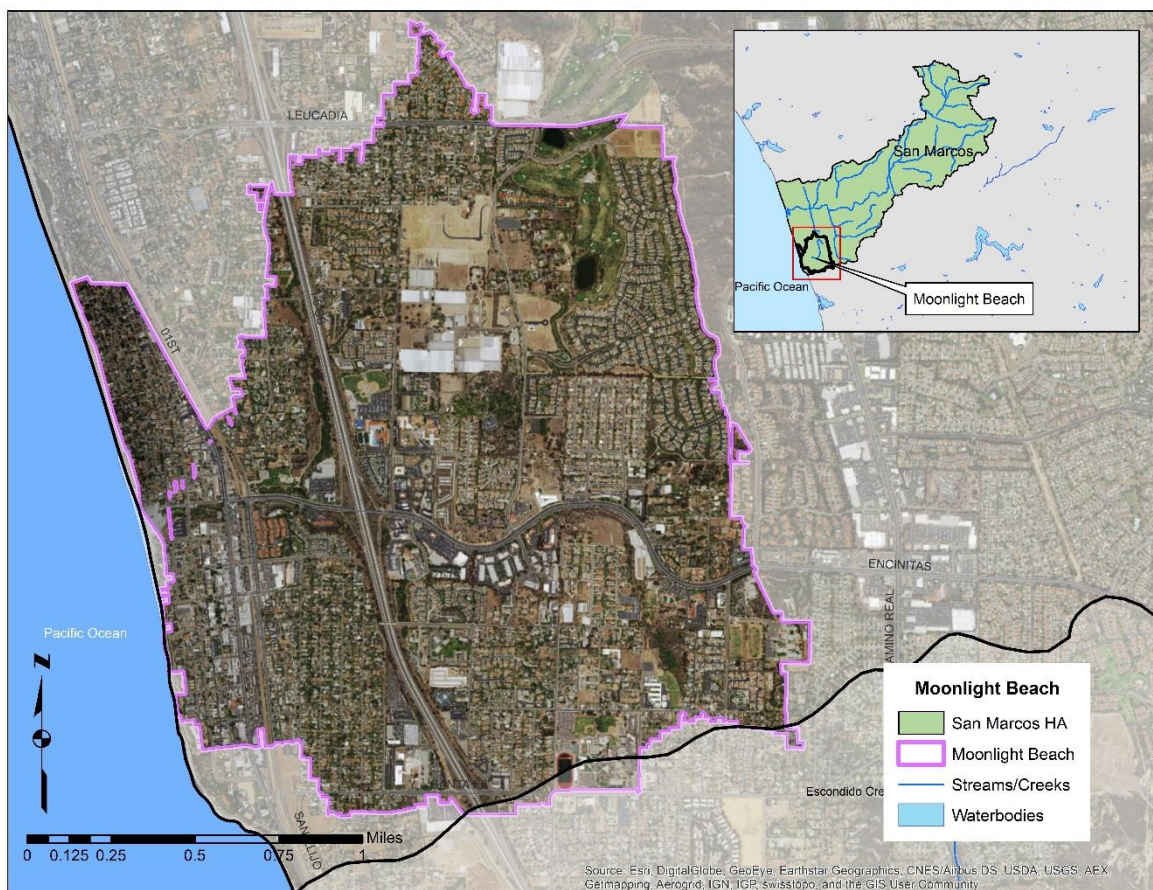 LEUCADIA
01ST
San Marcos
Pacific Ocean
Moonlight Beach
ENCINITAS
Pacific Ocean
Moonlight Beach
San Marcos HA
Moonlight Beach
Streams/Creeks
Waterbodies
Escondido Cre
AMINO REAL
N
Miles
0 0.125 0.25 0.5 0.75 1
Source: Esri, DigitalGlobe, GeoEye, Earthstar Geographics, CNES/Airbus DS, USDA, USGS, AEX,
Getmapping, Aerogrid, IGN, IGP, swisstopo, and the GIS User Community